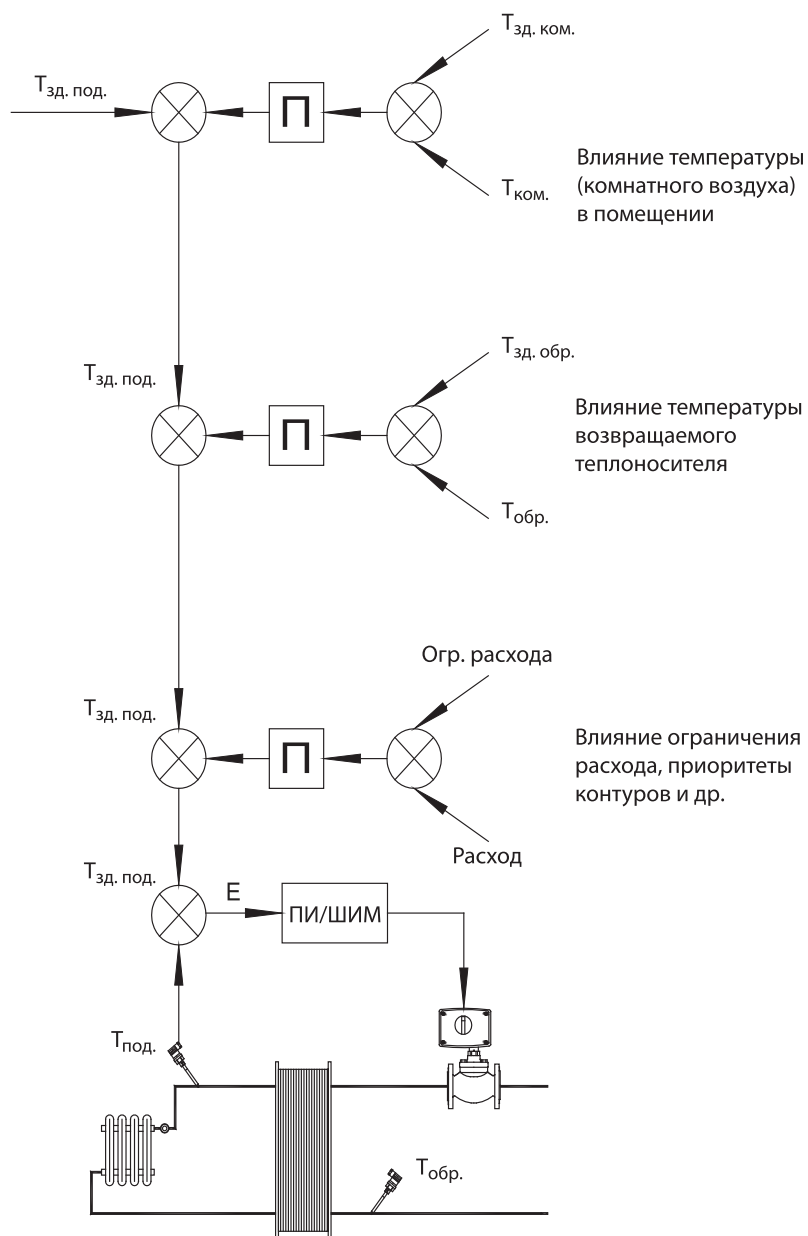 Tзд. ком.
Tзд. под.
П
Tком.
Влияние температуры
(комнатного воздуха)
в помещении
Tзд. обр.
Tзд. под.
П
Влияние температуры
возвращаемого
теплоносителя
Tобр.
Огр. расхода
Tзд. под.
П
Влияние ограничения
расхода, приоритеты
контуров и др.
Расход
Tзд. под.
E
ПИ/ШИМ
Tпод.
Tобр.